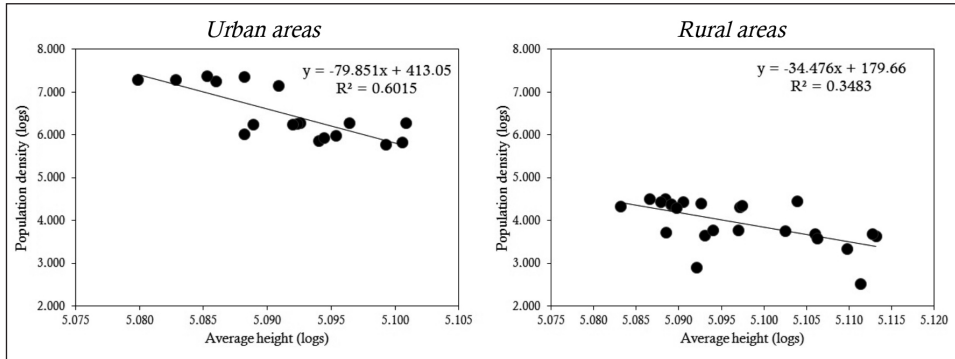 Urban areas
8.000
7.000
6.000
5.000
4.000
3.000
2.000
Population density (logs)
y = -79.851x + 413.05
R² = 0.6015
5.075 5.080 5.085 5.090 5.095 5.100 5.105
Average height (logs)
Rural areas
8.000
7.000
6.000
5.000
4.000
3.000
2.000
Population density (logs)
y = -34.476x + 179.66
R² = 0.3483
5.075 5.080 5.085 5.090 5.095 5.100 5.105 5.110 5.115 5.120
Average height (logs)